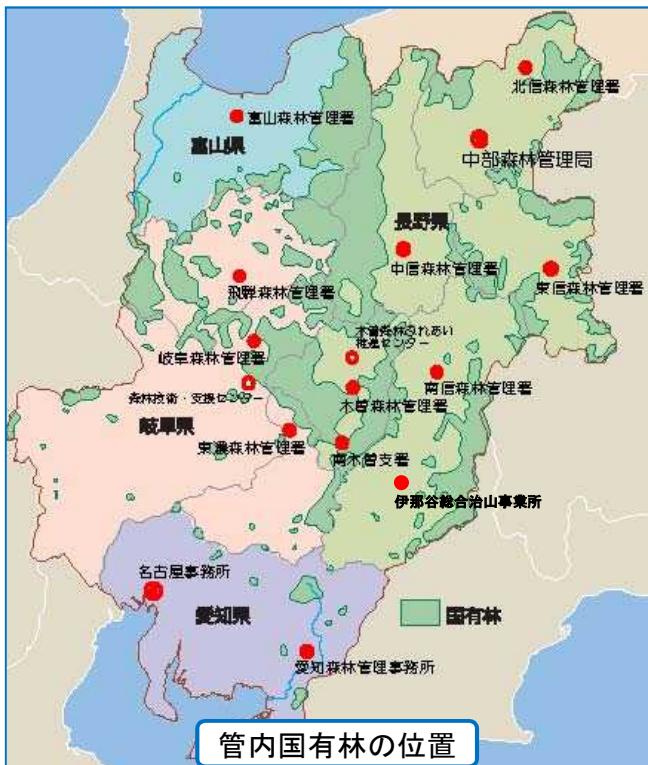 北信森林管理署
富山森林管理署
富山県
中部森林管理局
長野県
中信森林管理署
東信森林管理署
飛騨森林管理署
木曽森林ふれあい
推進センター
岐阜森林管理署
南信森林管理署
森林技術・支援センター
木曽森林管理署
岐阜県
東濃森林管理署
南木曽支署
伊那谷総合治山事業所
名古屋事務所
愛知県
国有林
愛知森林管理事務所
管内国有林の位置